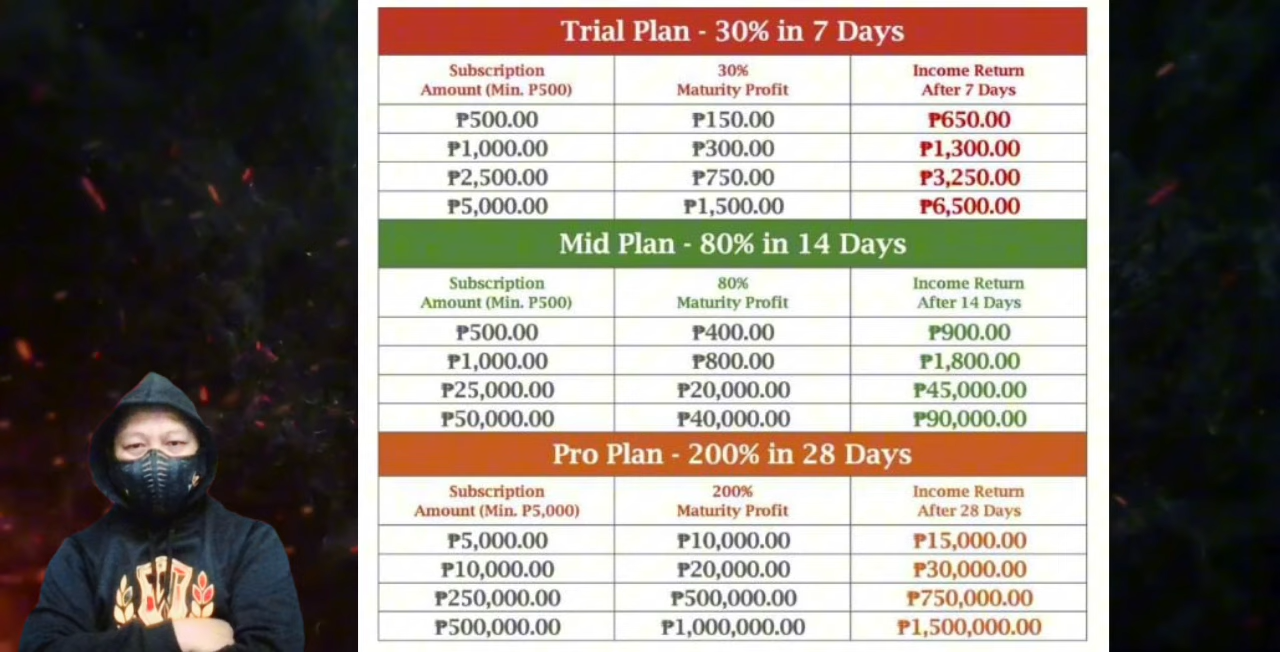 Trial Plan - 30% in 7 Days
Subscription Amount (Min. ₱500) 30% Maturity Profit Income Return After 7 Days
₱500.00 ₱150.00 ₱650.00
₱1,000.00 ₱300.00 ₱1,300.00
₱2,500.00 ₱750.00 ₱3,250.00
₱5,000.00 ₱1,500.00 ₱6,500.00
Mid Plan - 80% in 14 Days
Subscription Amount (Min. ₱500) 80% Maturity Profit Income Return After 14 Days
₱500.00 ₱400.00 ₱900.00
₱1,000.00 ₱800.00 ₱1,800.00
₱25,000.00 ₱20,000.00 ₱45,000.00
₱50,000.00 ₱40,000.00 ₱90,000.00
Pro Plan - 200% in 28 Days
Subscription Amount (Min. ₱5,000) 200% Maturity Profit Income Return After 28 Days
₱5,000.00 ₱10,000.00 ₱15,000.00
₱10,000.00 ₱20,000.00 ₱30,000.00
₱250,000.00 ₱500,000.00 ₱750,000.00
₱500,000.00 ₱1,000,000.00 ₱1,500,000.00